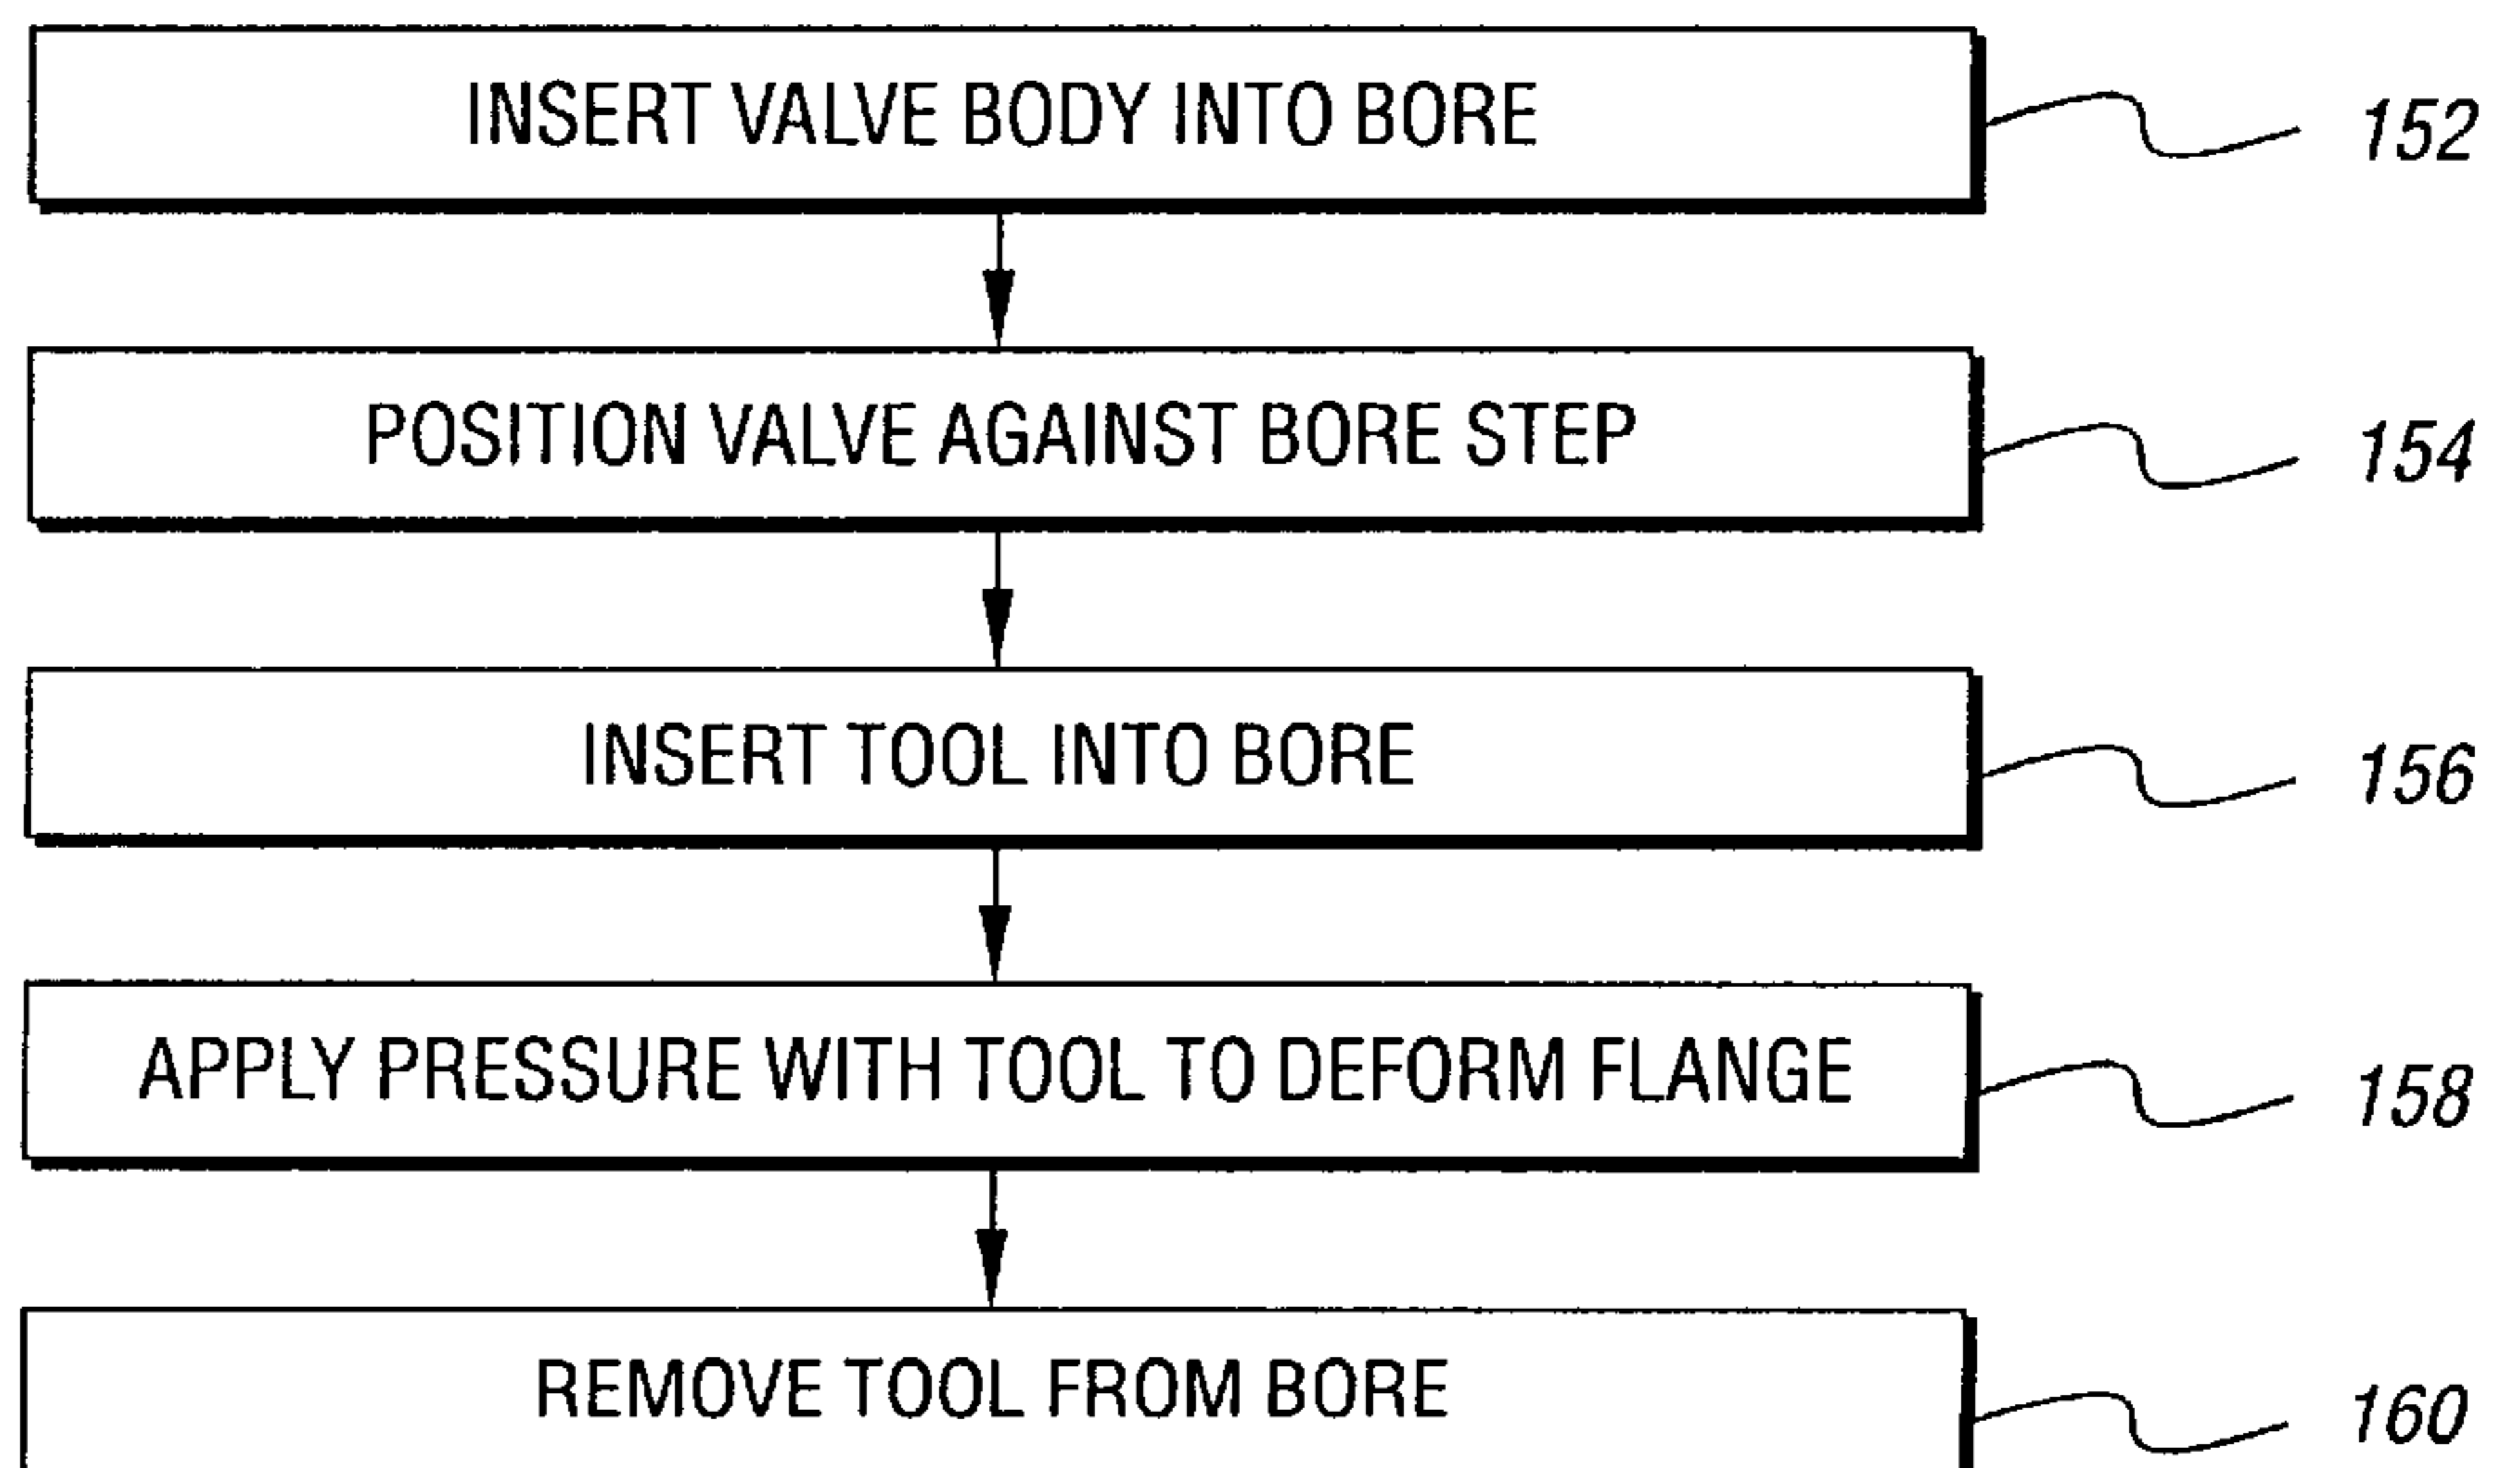 INSERT VALVE BODY INTO BORE
152
POSITION VALVE AGAINST BORE STEP
154
INSERT TOOL INTO BORE
156
APPLY PRESSURE WITH TOOL TO DEFORM FLANGE
158
REMOVE TOOL FROM BORE
160